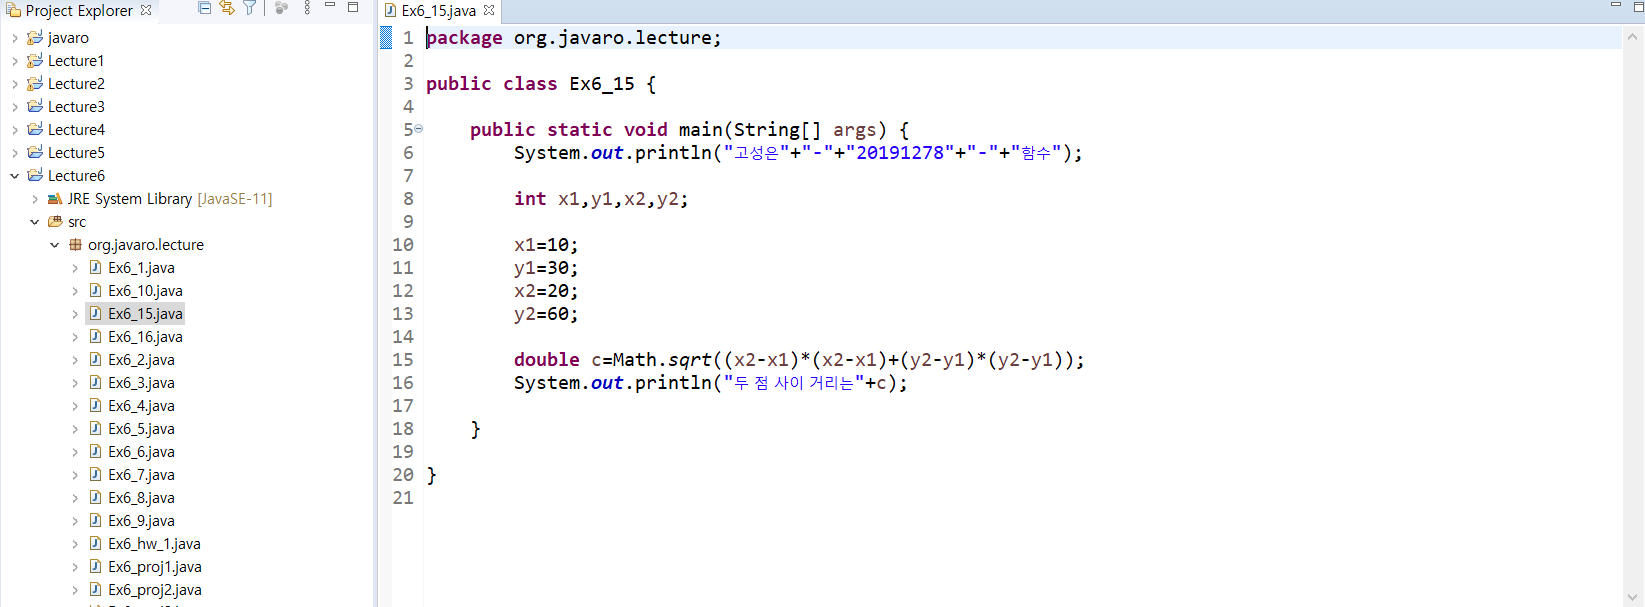 Project Explorer
javaro
Lecture1
Lecture2
Lecture3
Lecture4
Lecture5
Lecture6
JRE System Library [JavaSE-11]
src
org.javaro.lecture
Ex6_1.java
Ex6_10.java
Ex6_15.java
Ex6_16.java
Ex6_2.java
Ex6_3.java
Ex6_4.java
Ex6_5.java
Ex6_6.java
Ex6_7.java
Ex6_8.java
Ex6_9.java
Ex6_hw_1.java
Ex6_proj1.java
Ex6_proj2.java
Ex6_15.java
1 package org.javaro.lecture;
2
3 public class Ex6_15 {
4
5 public static void main(String[] args) {
6 System.out.println("고성은"+"-"+"20191278"+"-"+"함수");
7
8 int x1,y1,x2,y2;
9
10 x1=10;
11 y1=30;
12 x2=20;
13 y2=60;
14
15 double c=Math.sqrt((x2-x1)*(x2-x1)+(y2-y1)*(y2-y1));
16 System.out.println("두 점 사이 거리는"+c);
17
18 }
19
20 }
21